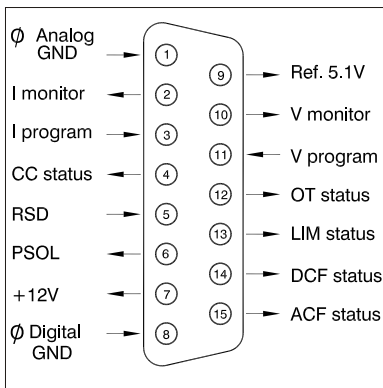 ϕ Analog
GND
1
I monitor
2
I program
3
CC status
4
RSD
5
PSOL
6
+12V
7
ϕ Digital
GND
8
9
Ref. 5.1V
10
V monitor
11
V program
12
OT status
13
LIM status
14
DCF status
15
ACF status